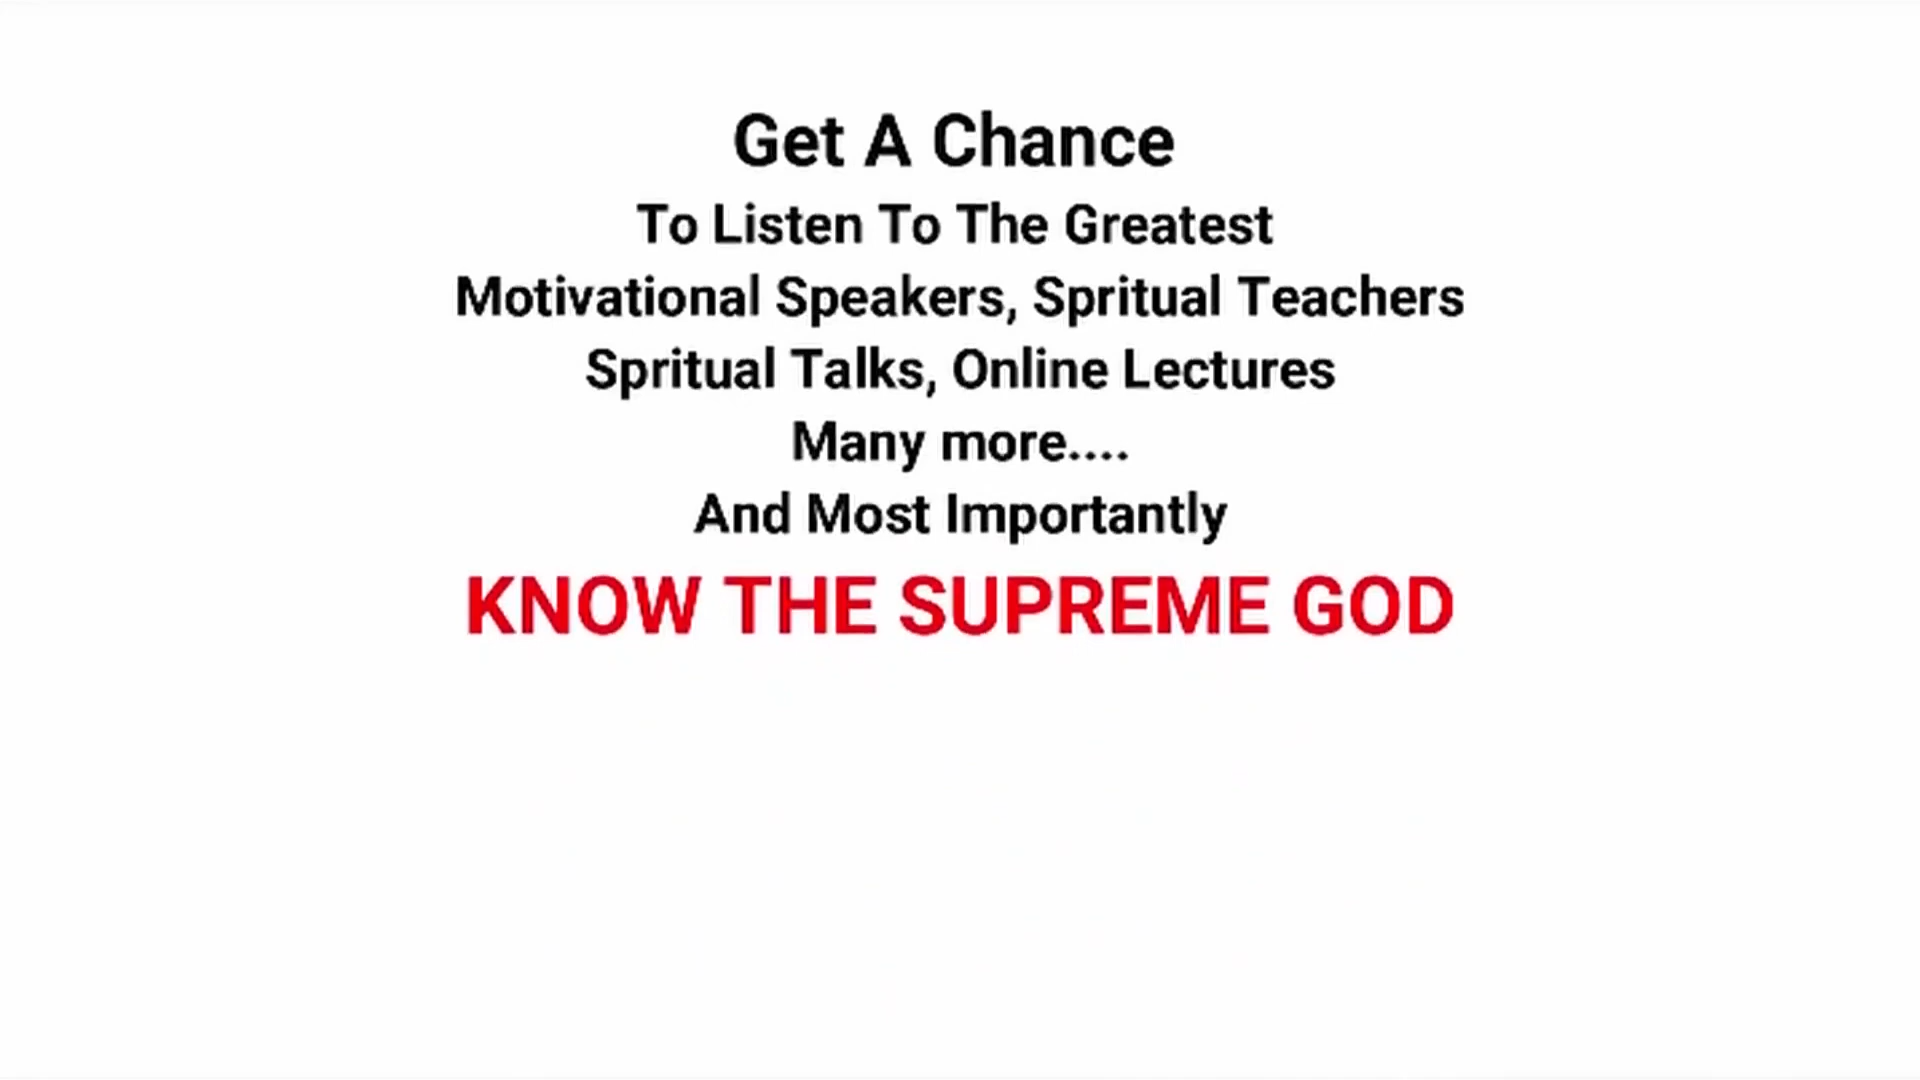 Get A Chance
To Listen To The Greatest
Motivational Speakers, Spritual Teachers
Spritual Talks, Online Lectures
Many more....
And Most Importantly
KNOW THE SUPREME GOD